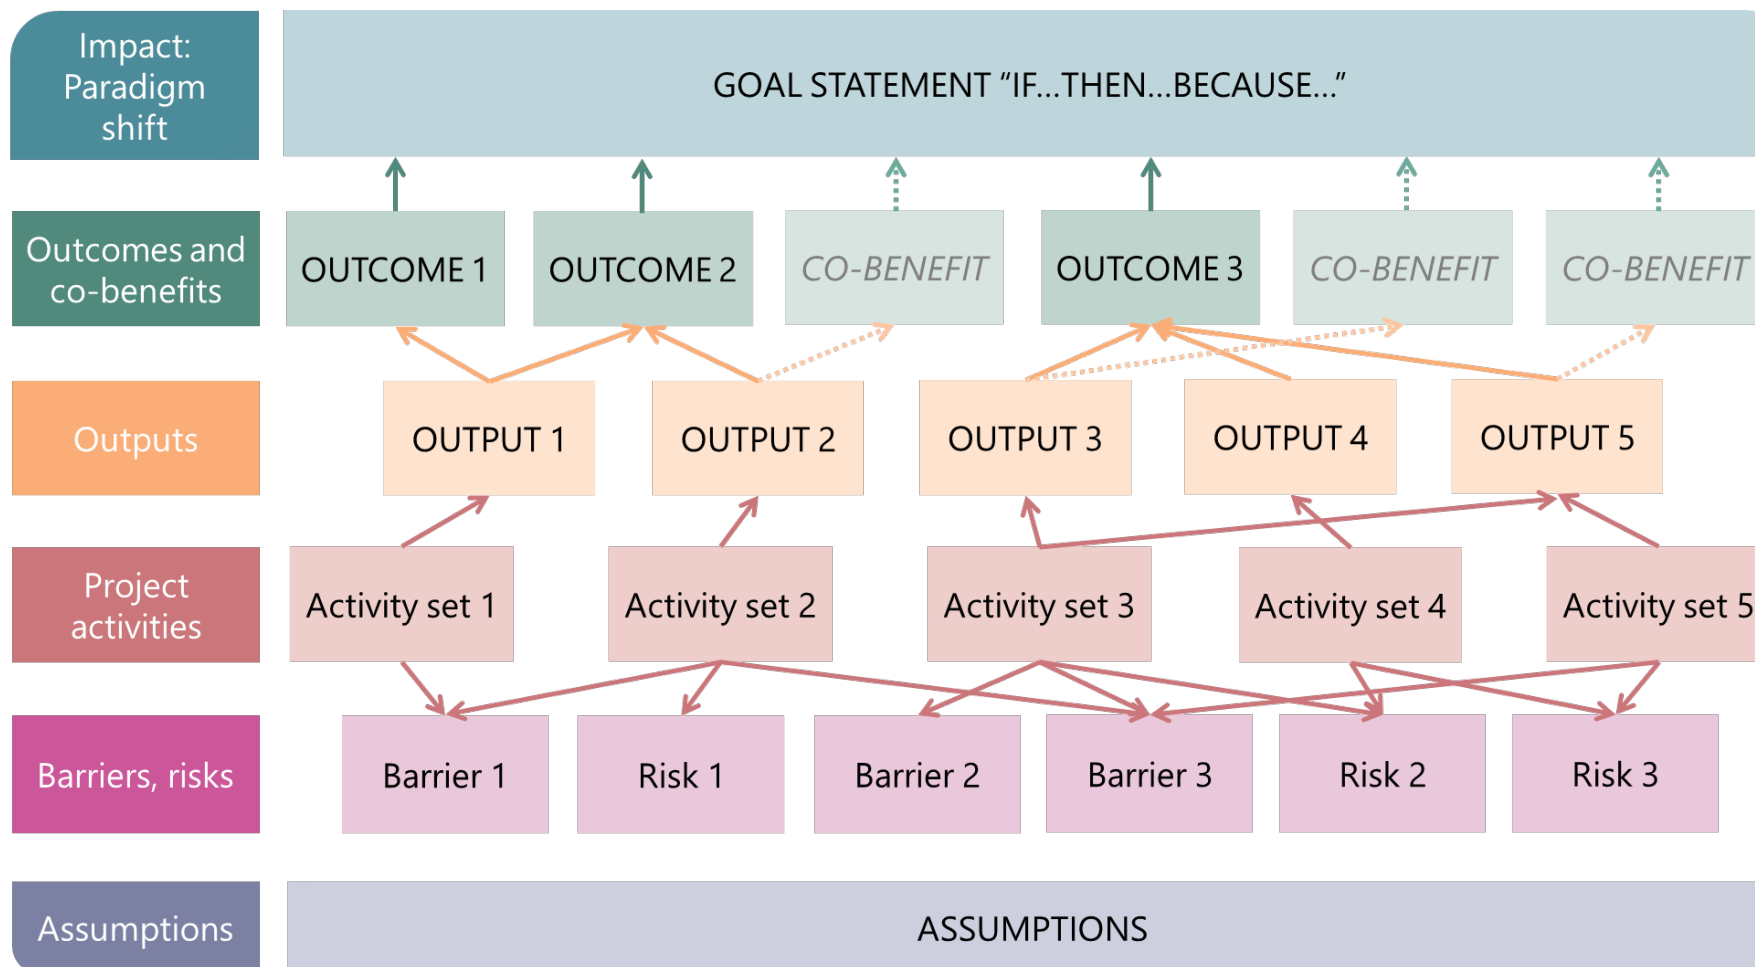 Impact:
Paradigm
shift
GOAL STATEMENT “IF...THEN...BECAUSE...”
Outcomes and
co-benefits
OUTCOME 1
OUTCOME 2
CO-BENEFIT
OUTCOME 3
CO-BENEFIT
CO-BENEFIT
Outputs
OUTPUT 1
OUTPUT 2
OUTPUT 3
OUTPUT 4
OUTPUT 5
Project
activities
Activity set 1
Activity set 2
Activity set 3
Activity set 4
Activity set 5
Barriers, risks
Barrier 1
Risk 1
Barrier 2
Barrier 3
Risk 2
Risk 3
Assumptions
ASSUMPTIONS